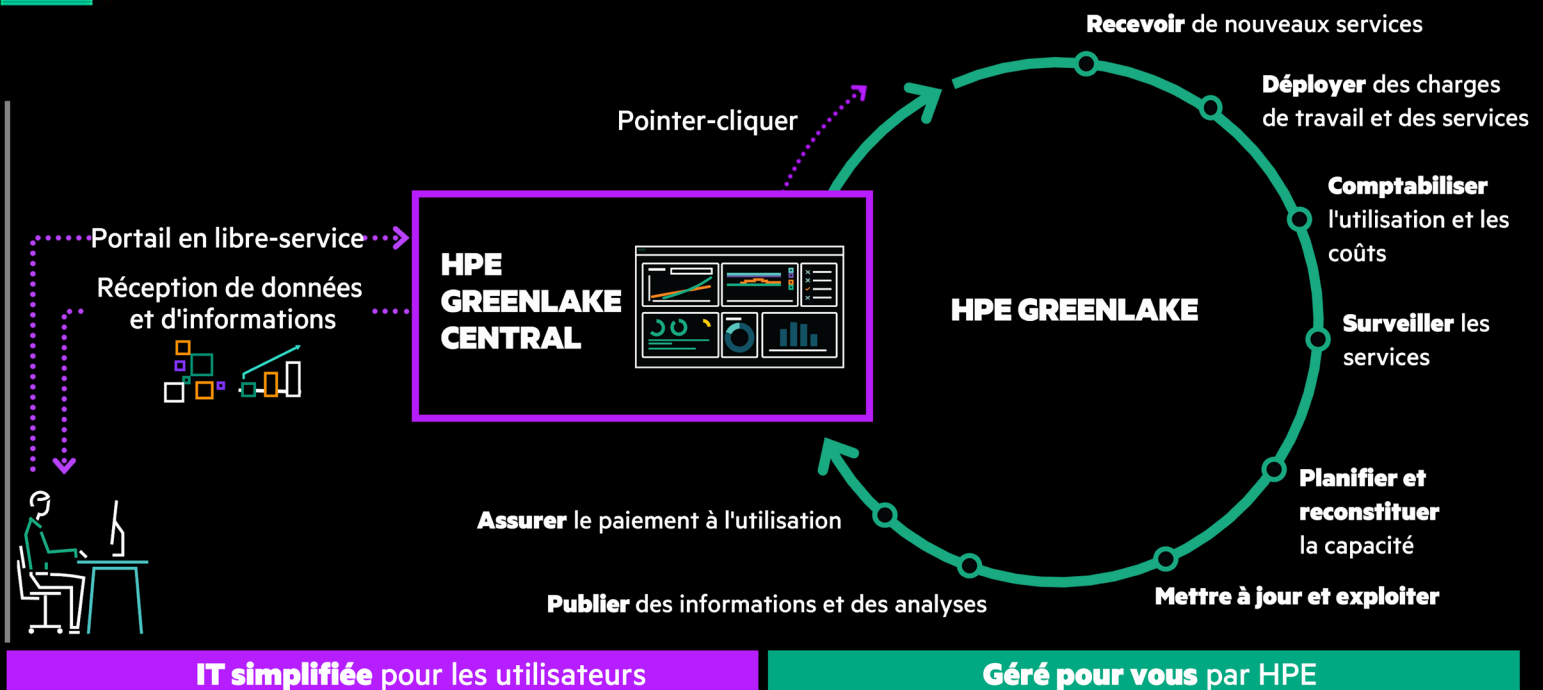 Recevoir de nouveaux services
Déployer des charges
de travail et des services
Pointer-cliquer
Comptabiliser
l'utilisation et les
coûts
Portail en libre-service
Réception de données
et d'informations
HPE
GREENLAKE
CENTRAL
HPE GREENLAKE
Surveiller les
services
Planifier et
reconstituer
la capacité
Assurer le paiement à l'utilisation
Mettre à jour et exploiter
Publier des informations et des analyses
IT simplifiée pour les utilisateurs
Géré pour vous par HPE